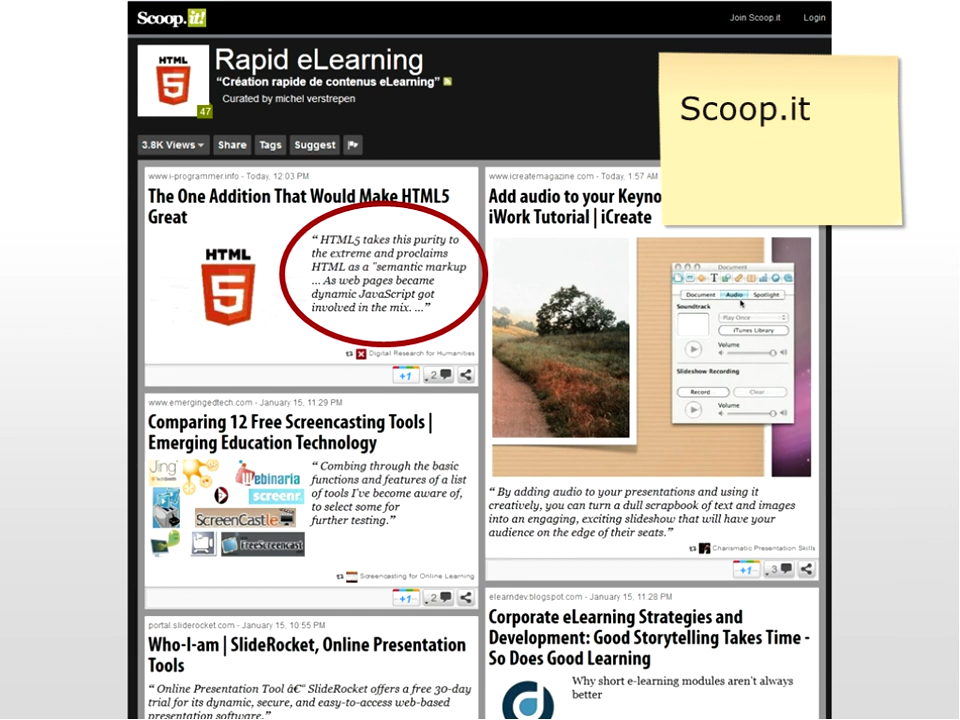 Scoop.it!
Join Scoop.it Login
HTML
5
47
Rapid eLearning
“Création rapide de contenus eLearning”
Curated by michel verstrepen
Scoop.it
3.8K Views Share Tags Suggest
www.i-programmer.info - Today, 12:03 PM
The One Addition That Would Make HTML5
Great
HTML
5
“ HTML5 takes this purity to
the extreme and proclaims
HTML as a "semantic markup
... As web pages became
dynamic JavaScript got
involved in the mix. ...”
Digital Research for Humanities
+1 2
www.emergingedtech.com - January 15, 11:29 PM
Comparing 12 Free Screencasting Tools |
Emerging Education Technology
Jing
Webinaria
screenr
ScreenCastle
FreeScreencast
“ Combing through the basic
functions and features of a list
of tools I've become aware of,
to select some for
further testing.”
Screencasting for Online Learning
+1 2
portal.sliderocket.com - January 15, 10:55 PM
Who-I-am | SlideRocket, Online Presentation
Tools
“ Online Presentation Tool â€“ SlideRocket offers a free 30-day
trial for its dynamic, secure, and easy-to-access web-based
presentation software.”
www.icreatemagazine.com - Today, 1:57 AM
Add audio to your Keyno
iWork Tutorial | iCreate
Document
Document Audio Spotlight
Soundtrack
Play Once
iTunes Library
Volume
Slideshow Recording
Record... Clear...
Volume
“ By adding audio to your presentations and using it
creatively, you can turn a dull scrapbook of text and images
into an engaging, exciting slideshow that will have your
audience on the edge of their seats.”
Charismatic Presentation Skills
+1 3
elearndev.blogspot.com - January 15, 11:28 PM
Corporate eLearning Strategies and
Development: Good Storytelling Takes Time -
So Does Good Learning
Why short e-learning modules aren't always
better